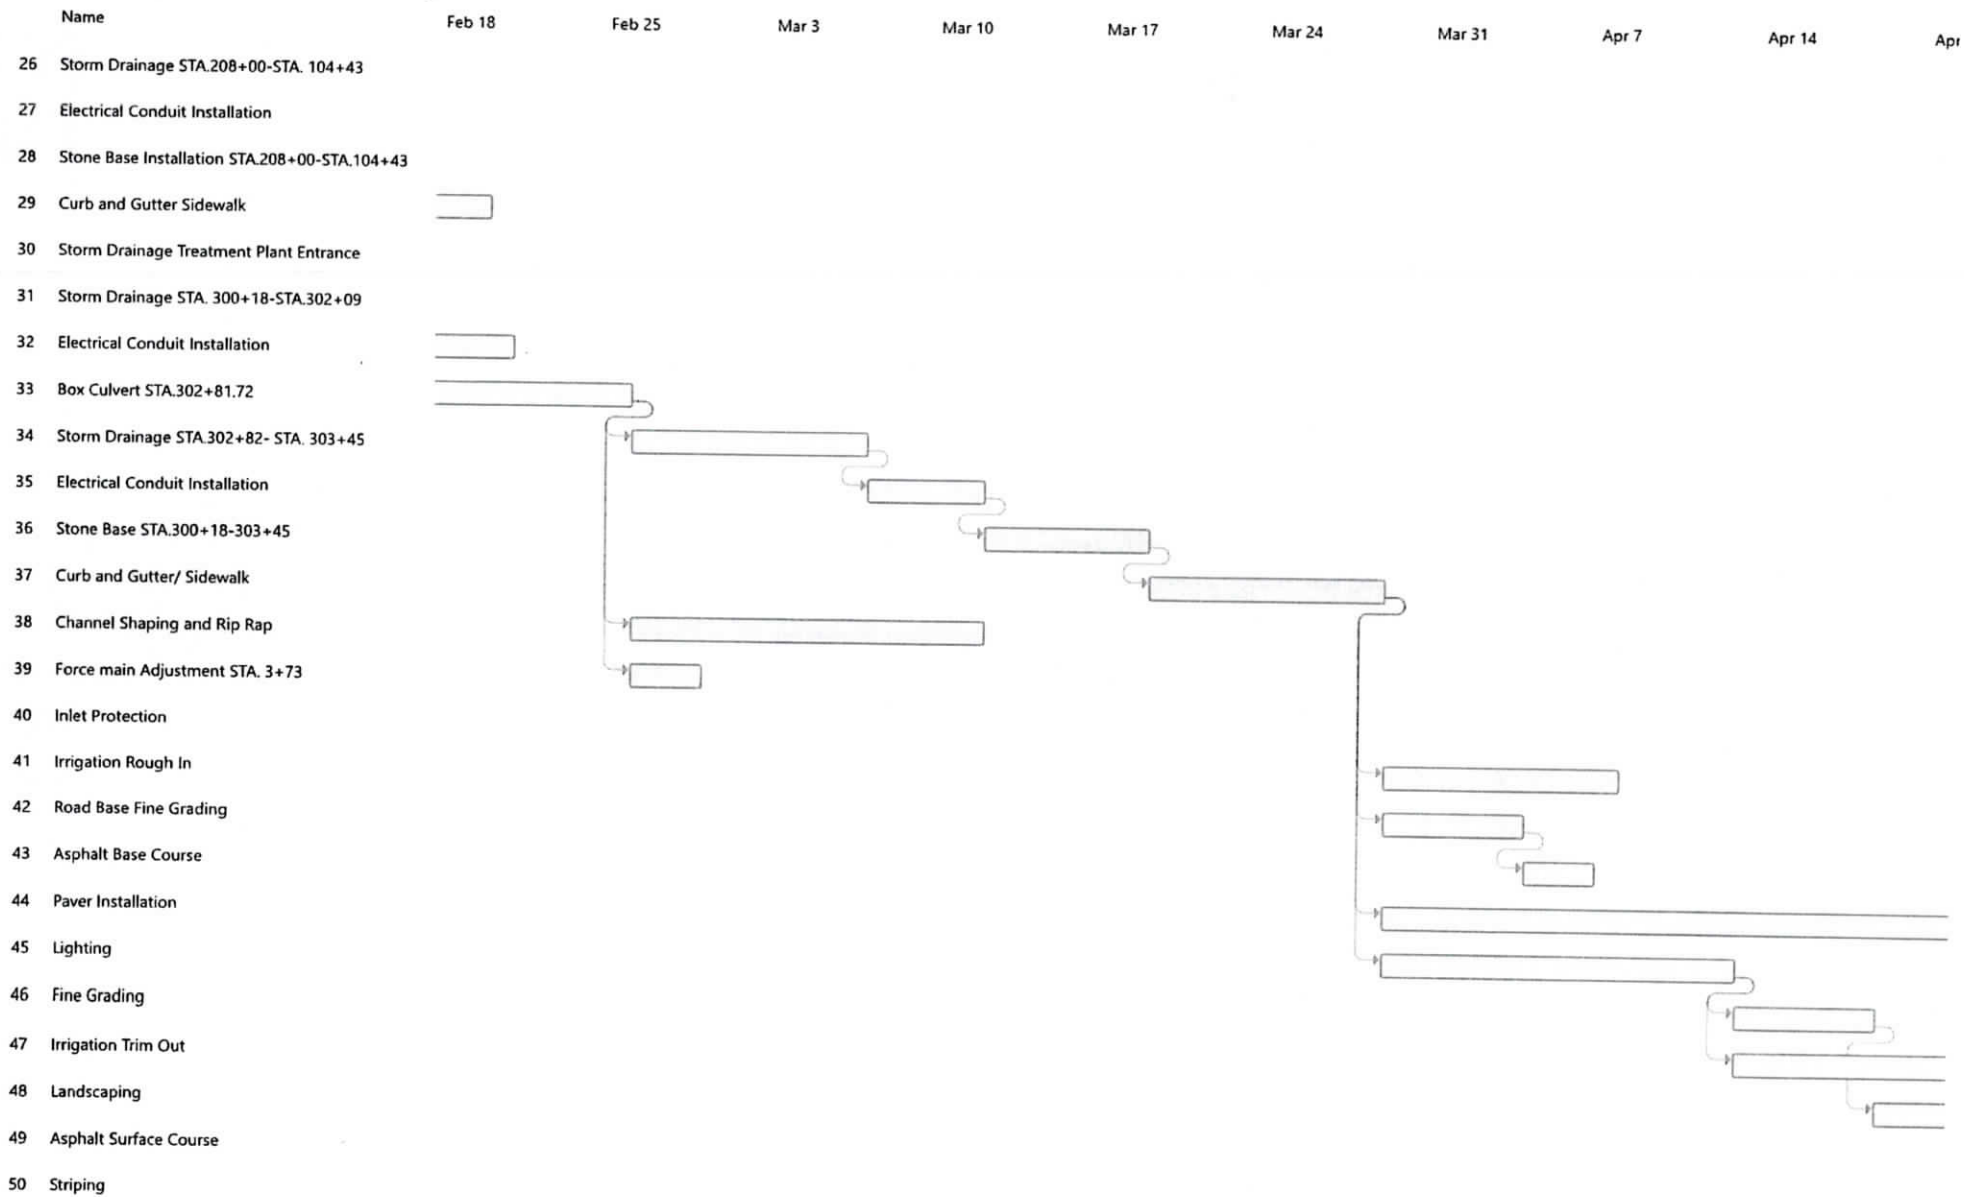 Name Feb 18 Feb 25 Mar 3 Mar 10 Mar 17 Mar 24 Mar 31 Apr 7 Apr 14 Apr
26 Storm Drainage STA.208+00-STA. 104+43
27 Electrical Conduit Installation
28 Stone Base Installation STA.208+00-STA.104+43
29 Curb and Gutter Sidewalk
30 Storm Drainage Treatment Plant Entrance
31 Storm Drainage STA. 300+18-STA.302+09
32 Electrical Conduit Installation
33 Box Culvert STA.302+81.72
34 Storm Drainage STA.302+82- STA. 303+45
35 Electrical Conduit Installation
36 Stone Base STA.300+18-303+45
37 Curb and Gutter/ Sidewalk
38 Channel Shaping and Rip Rap
39 Force main Adjustment STA. 3+73
40 Inlet Protection
41 Irrigation Rough In
42 Road Base Fine Grading
43 Asphalt Base Course
44 Paver Installation
45 Lighting
46 Fine Grading
47 Irrigation Trim Out
48 Landscaping
49 Asphalt Surface Course
50 Striping